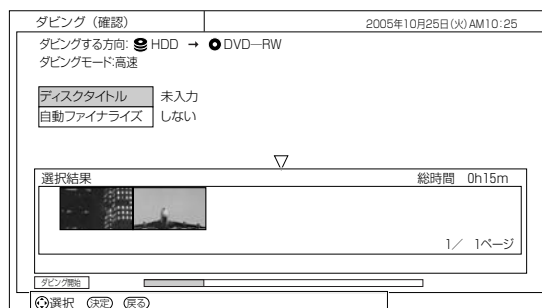 ダビング（確認） 2005年10月25日(火)AM10:25
ダビングする方向: HDD → DVD—RW
ダビングモード:高速
ディスクタイトル 未入力
自動ファイナライズ しない
選択結果 総時間 0h15m
1／ 1ページ
ダビング開始
選択 決定 戻る